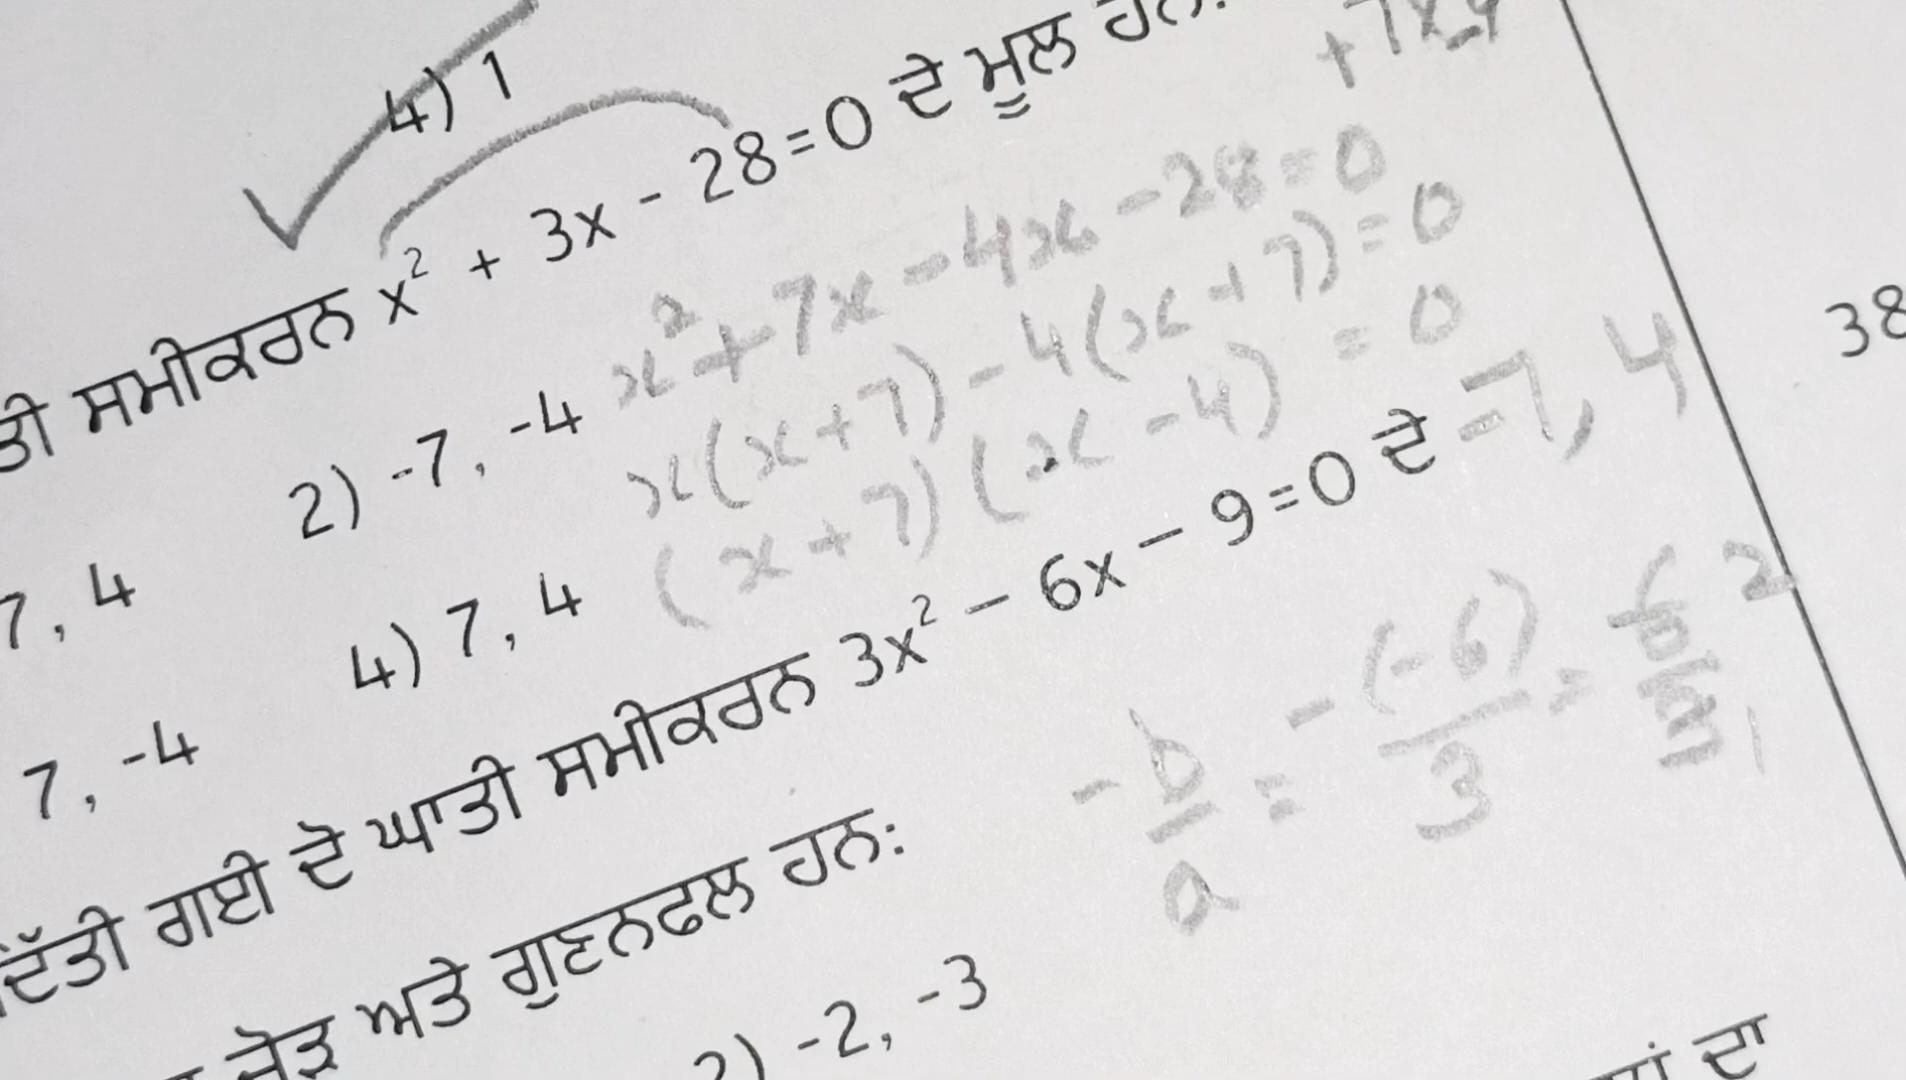 4) 1
ਤੀ ਸਮੀਕਰਨ x² + 3x - 28 = 0 ਦੇ ਮੂਲ ਹਨ:
x² + 7x - 4x - 28 = 0
2) -7, -4
x(x + 7) - 4(x + 7) = 0
7, 4
(x + 7) (x - 4) = 0
-7, 4
4) 7, 4
7, -4
ਦਿੱਤੀ ਗਈ ਦੋ ਘਾਤੀ ਸਮੀਕਰਨ 3x² - 6x - 9 = 0 ਦੇ
-b/a = -(-6)/3 = 6/3 2 1
ਜੋੜ ਅਤੇ ਗੁਣਨਫਲ ਹਨ:
2) -2, -3
38
ਦਾ